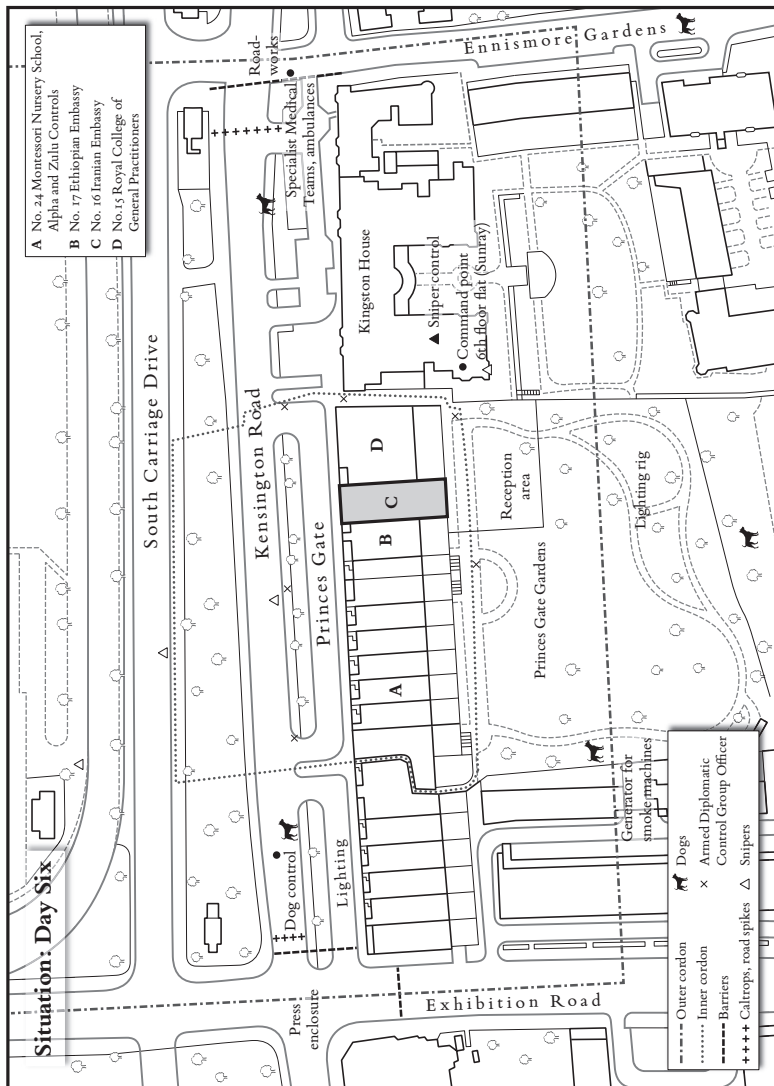 Situation: Day Six
A No. 24 Montessori Nursery School,
Alpha and Zulu Controls
B No. 17 Ethiopian Embassy
C No. 16 Iranian Embassy
D No.15 Royal College of
General Practitioners
South Carriage Drive
Kensington Road
Princes Gate
Road-
works
Specialist Medical
Teams, ambulances
Ennismore Gardens
Dog control
Lighting
Press
enclosure
Exhibition Road
Kingston House
Sniper control
Command point
6th floor flat (Sunray)
A
B
C
D
Reception
area
Princes Gate Gardens
Lighting rig
Generator for
smoke machines
Outer cordon
Inner cordon
Barriers
Caltrops, road spikes
Dogs
Armed Diplomatic
Control Group Officer
Snipers